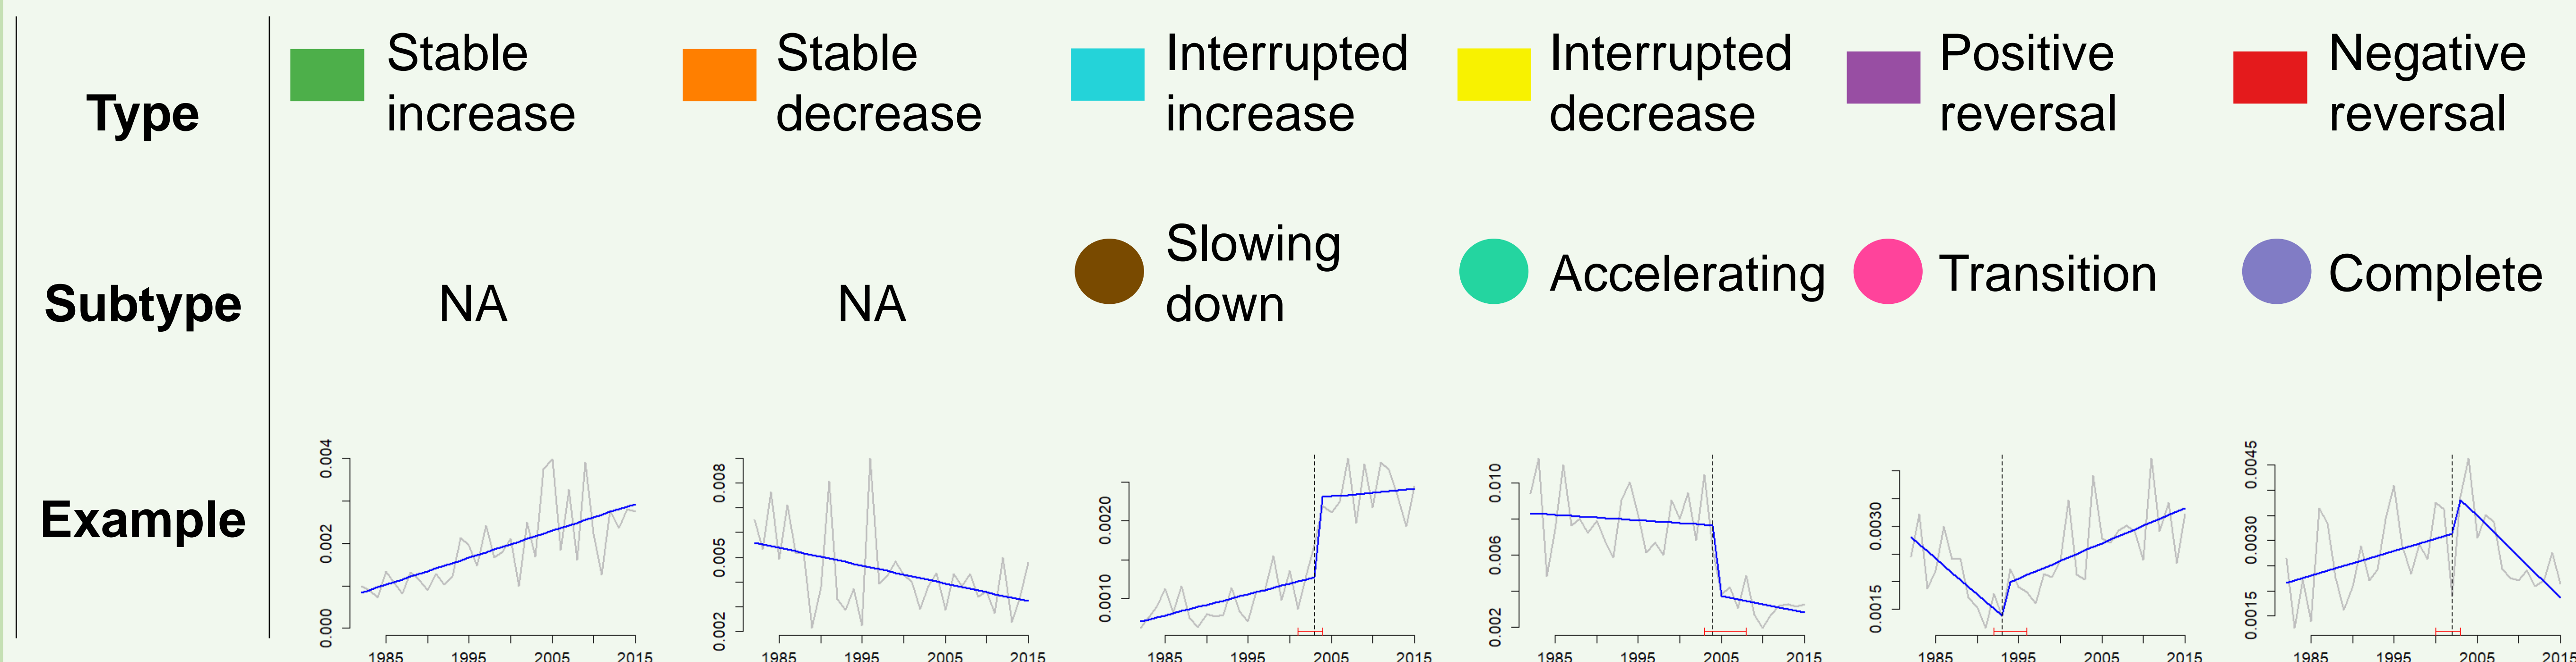 Type
Stable
increase
Stable
decrease
Interrupted
increase
Interrupted
decrease
Positive
reversal
Negative
reversal
Subtype
NA
NA
Slowing
down
Accelerating
Transition
Complete
Example
0.004
0.002
0.000
1985 1995 2005 2015
0.008
0.005
0.002
1985 1995 2005 2015
0.0020
0.0010
1985 1995 2005 2015
0.010
0.006
0.002
1985 1995 2005 2015
0.0030
0.0015
1985 1995 2005 2015
0.0045
0.0030
0.0015
1985 1995 2005 2015